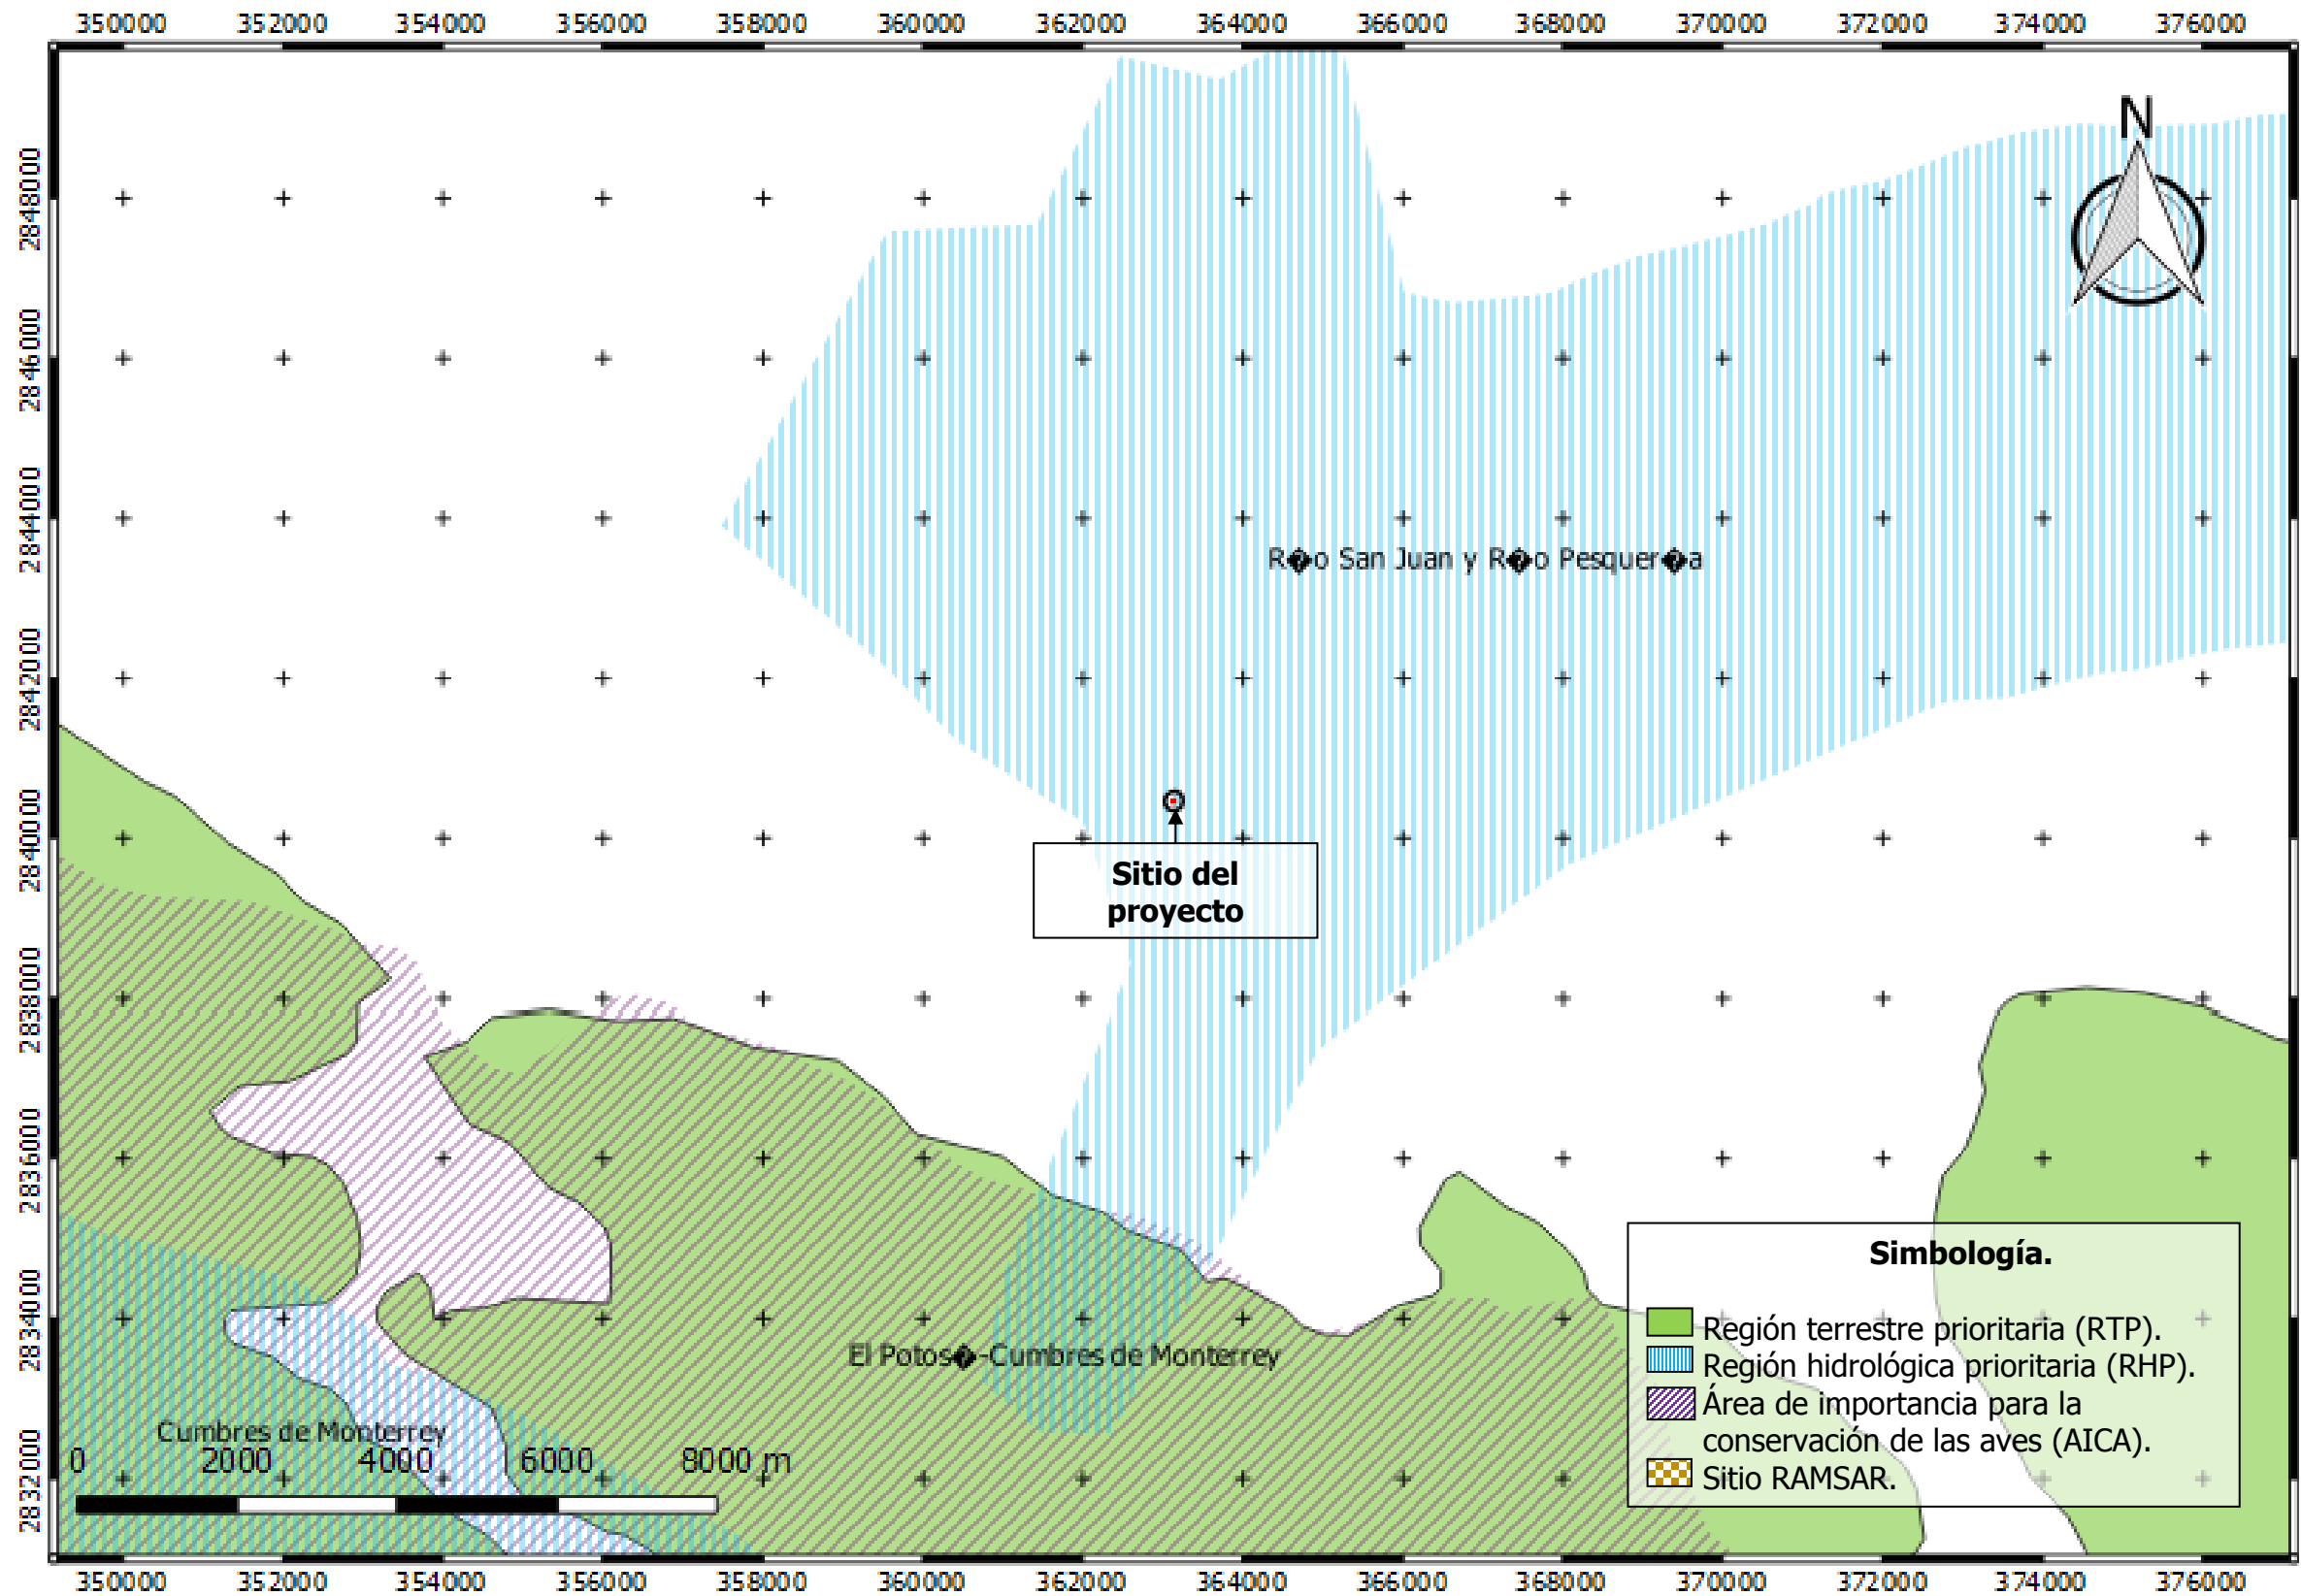 350000 352000 354000 356000 358000 360000 362000 364000 366000 368000 370000 372000 374000 376000
N
2848000
2846000
2844000
R�o San Juan y R�o Pesquer�a
2842000
2840000
Sitio del
proyecto
2838000
2836000
2834000
El Potos�-Cumbres de Monterrey
Cumbres de Monterrey
0 2000 4000 6000 8000 m
2832000
Simbología.
Región terrestre prioritaria (RTP).
Región hidrológica prioritaria (RHP).
Área de importancia para la
conservación de las aves (AICA).
Sitio RAMSAR.
350000 352000 354000 356000 358000 360000 362000 364000 366000 368000 370000 372000 374000 376000